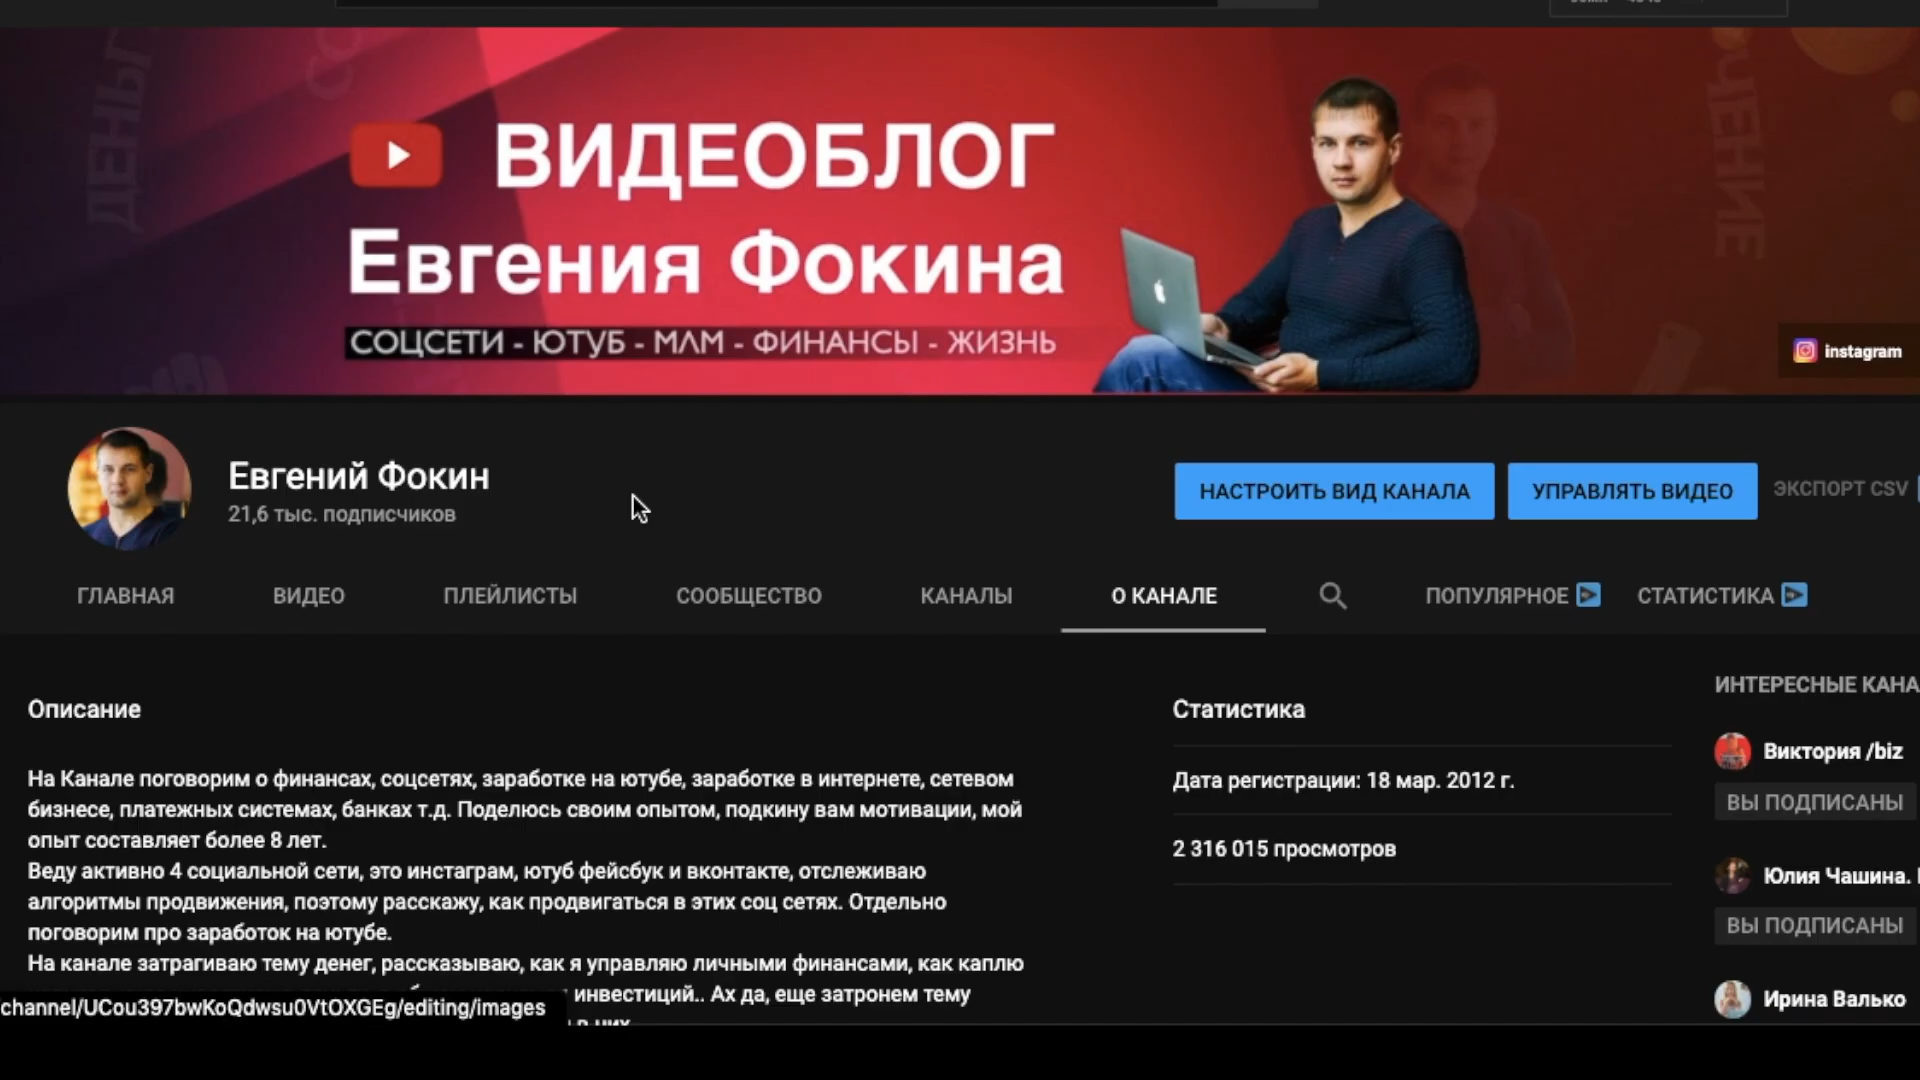 ДЕНЬГ
ВИДЕОБЛОГ
Евгения Фокина
СОЦСЕТИ - ЮТУБ - МЛМ - ФИНАНСЫ - ЖИЗНЬ
instagram
Евгений Фокин
21,6 тыс. подписчиков
НАСТРОИТЬ ВИД КАНАЛА
УПРАВЛЯТЬ ВИДЕО
ЭКСПОРТ CSV
ГЛАВНАЯ
ВИДЕО
ПЛЕЙЛИСТЫ
СООБЩЕСТВО
КАНАЛЫ
О КАНАЛЕ
ПОПУЛЯРНОЕ
СТАТИСТИКА
Описание
На Канале поговорим о финансах, соцсетях, заработке на ютубе, заработке в интернете, сетевом
бизнесе, платежных системах, банках т.д. Поделюсь своим опытом, подкину вам мотивации, мой
опыт составляет более 8 лет.
Веду активно 4 социальной сети, это инстаграм, ютуб фейсбук и вконтакте, отслеживаю
алгоритмы продвижения, поэтому расскажу, как продвигаться в этих соц сетях. Отдельно
поговорим про заработок на ютубе.
На канале затрагиваю тему денег, рассказываю, как я управляю личными финансами, как каплю
инвестиций.. Ах да, еще затронем тему
channel/UCou397bwKoQdwsu0VtOXGEg/editing/images
Статистика
Дата регистрации: 18 мар. 2012 г.
2 316 015 просмотров
ИНТЕРЕСНЫЕ КАНА
Виктория /biz
ВЫ ПОДПИСАНЫ
Юлия Чашина.
ВЫ ПОДПИСАНЫ
Ирина Валько